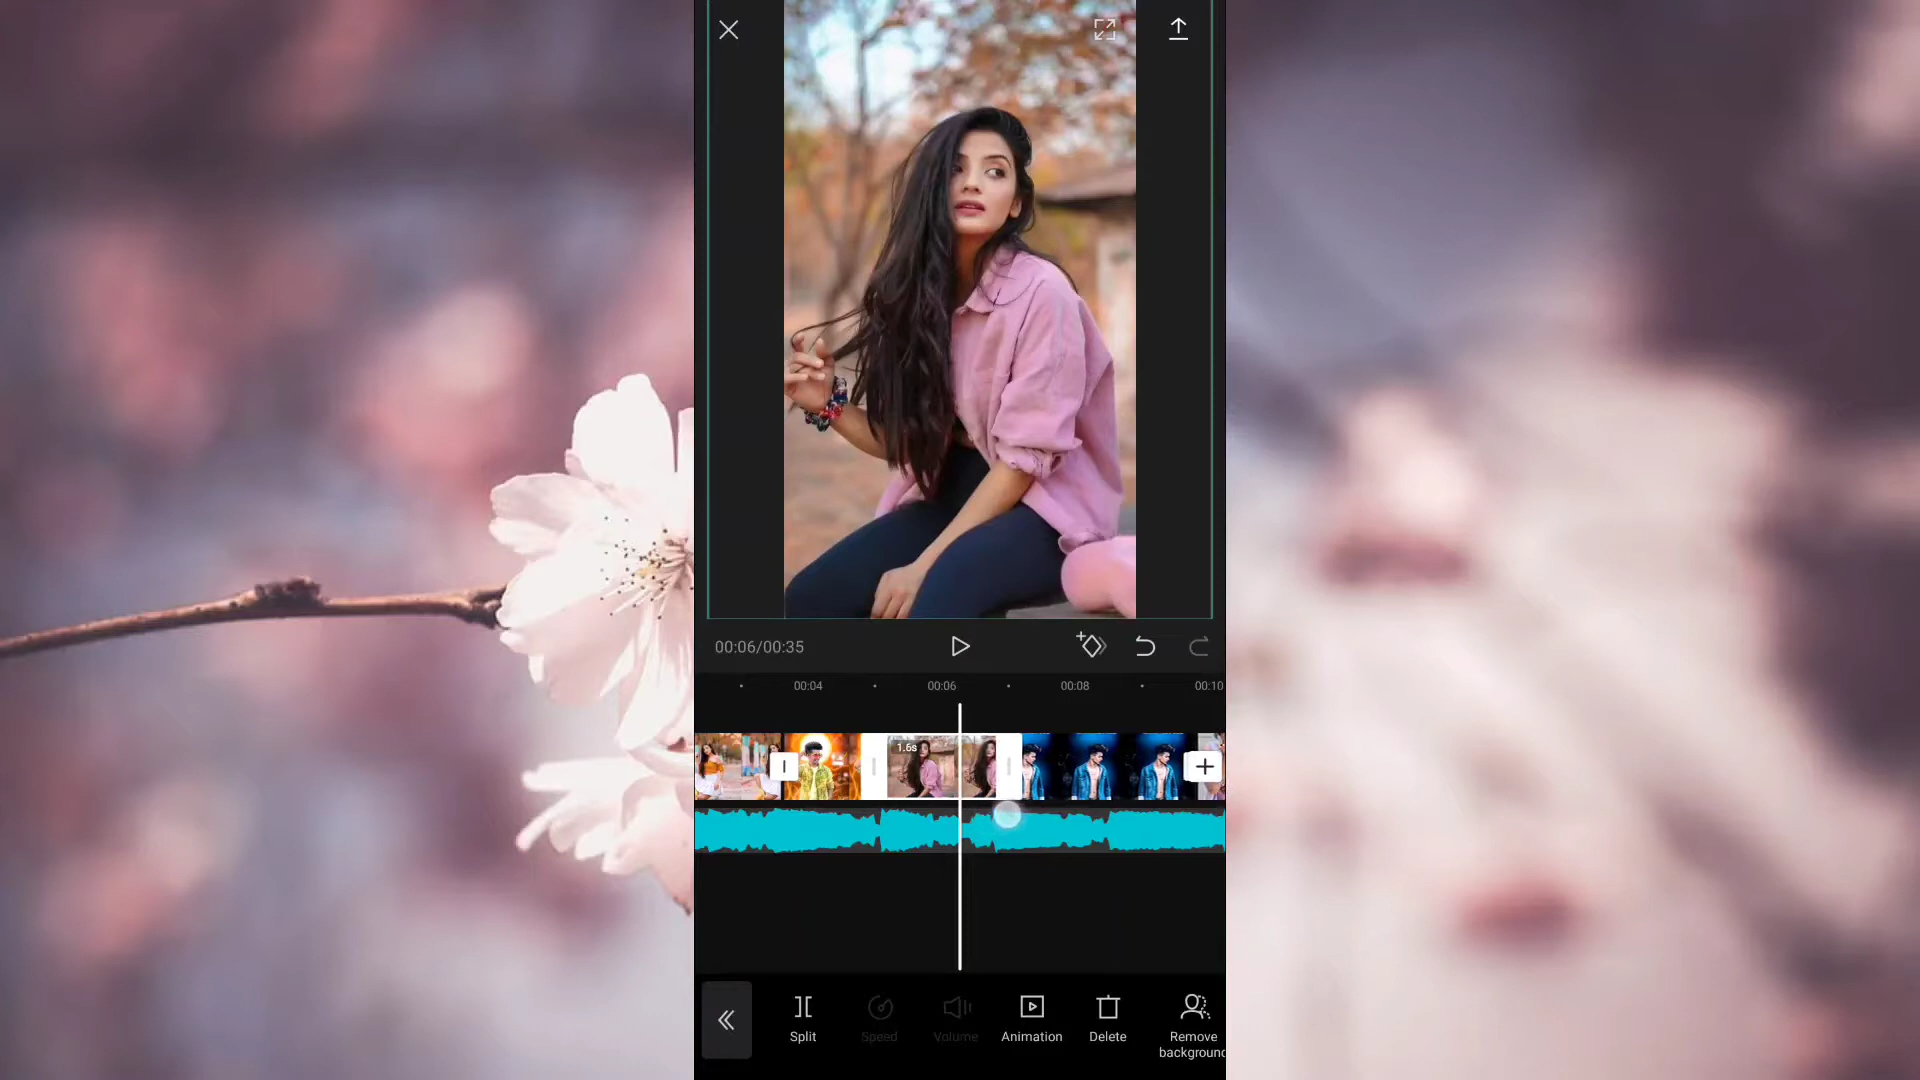 00:06/00:35
00:04
00:06
00:08
00:10
1.6s
Split
Speed
Volume
Animation
Delete
Remove
background